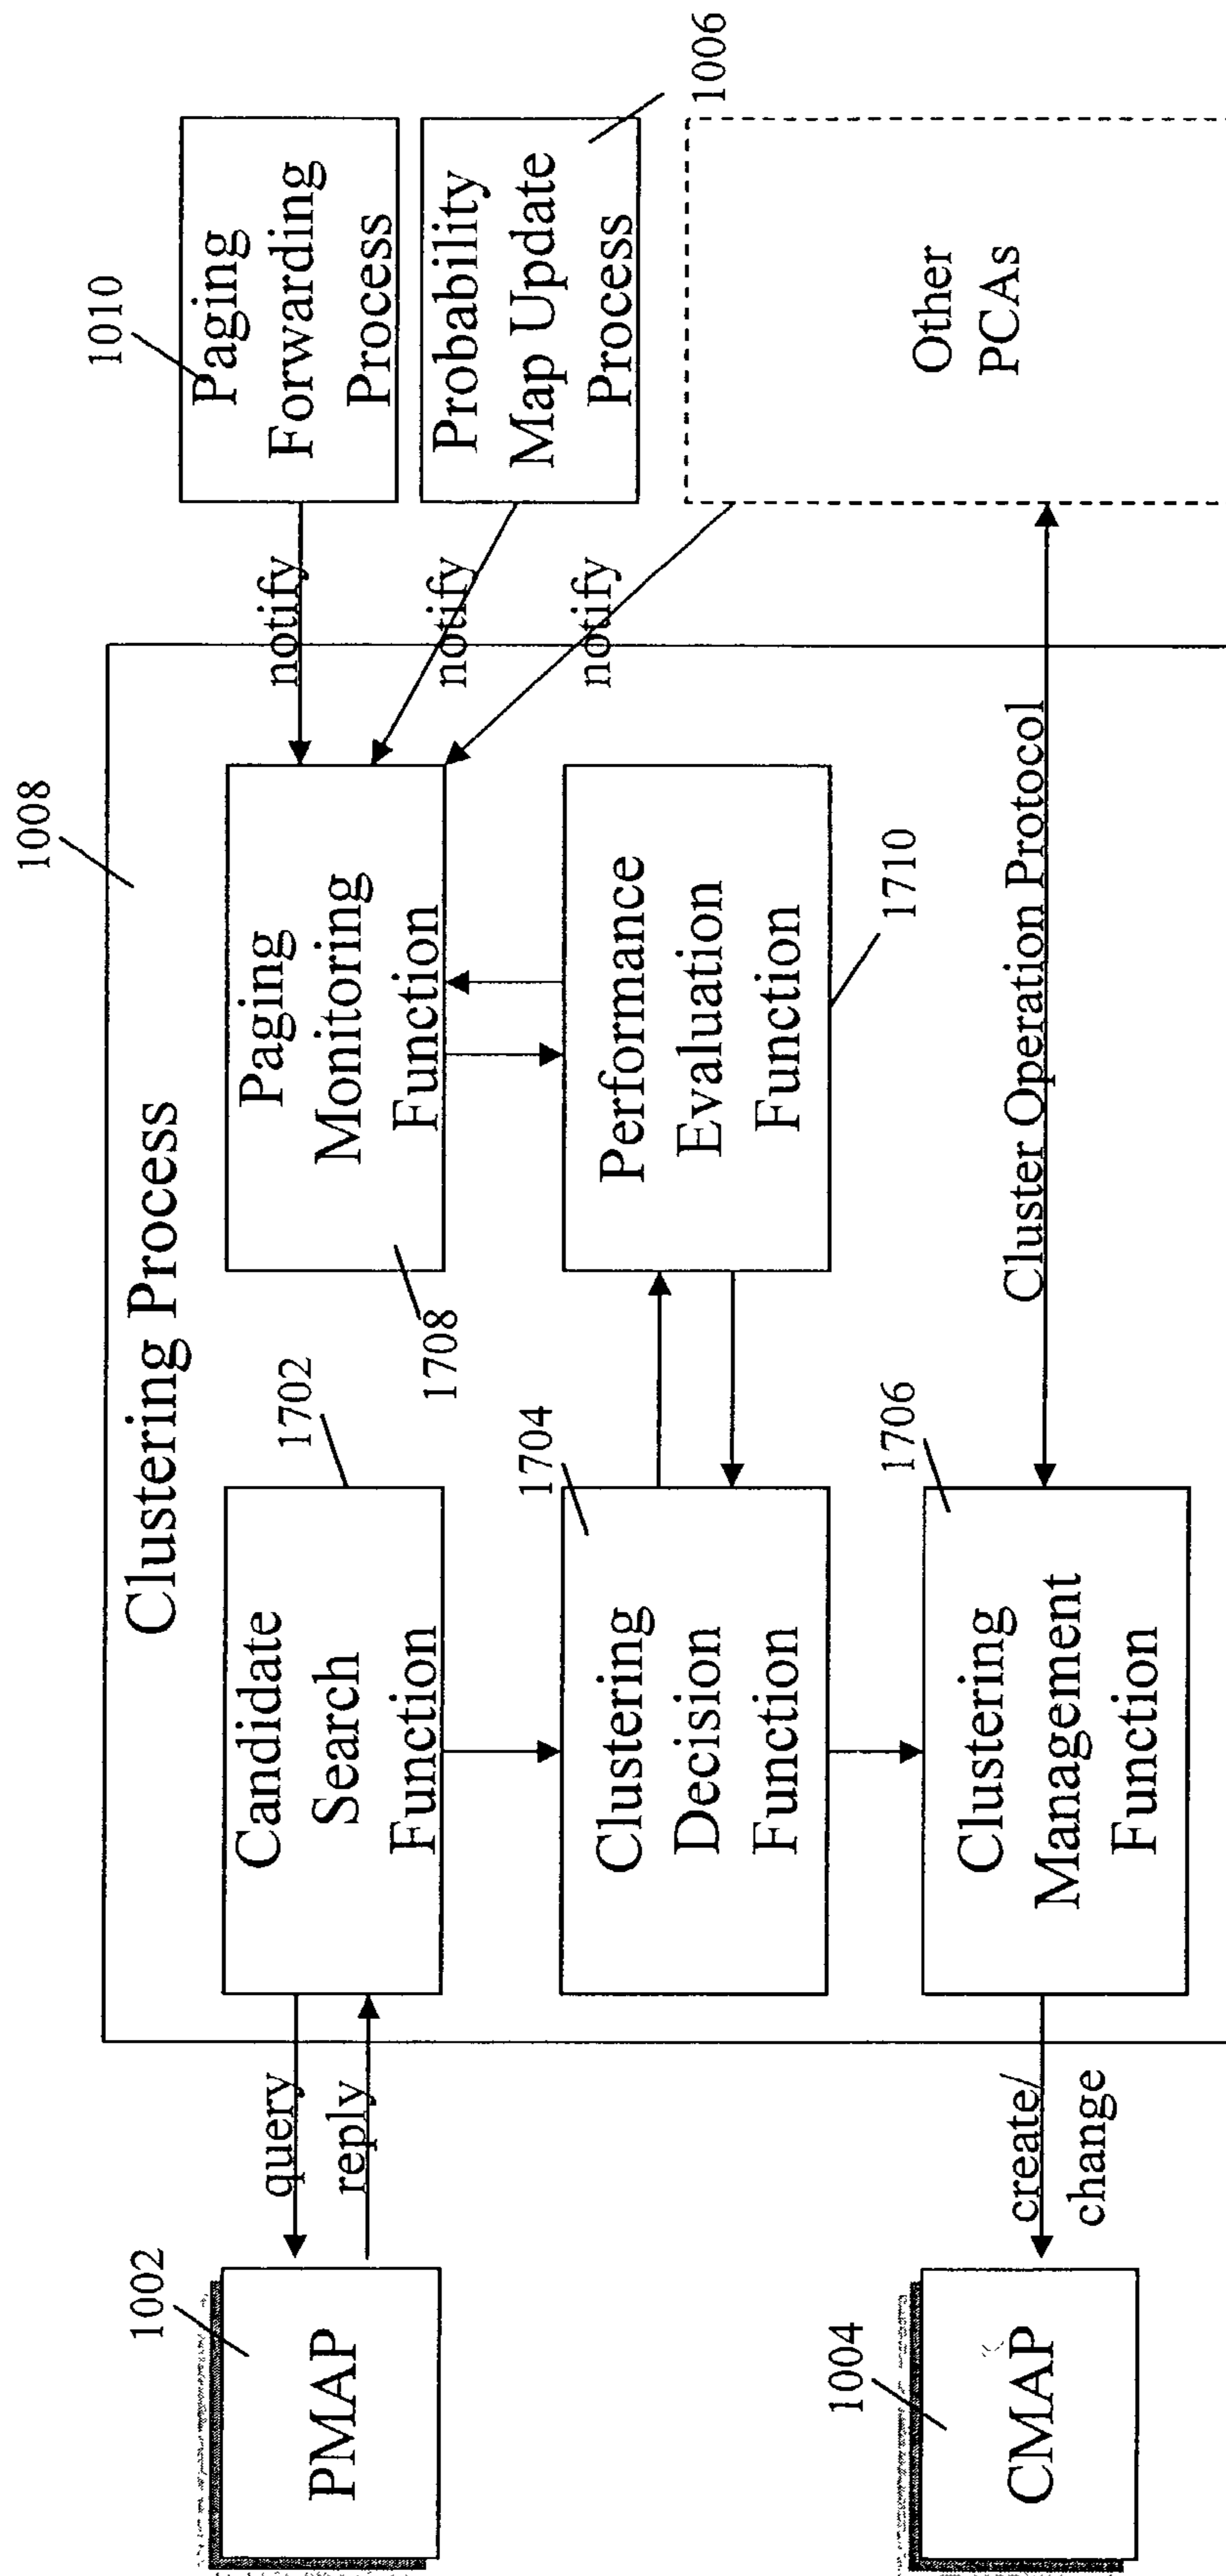 1008
Clustering Process
1002
PMAP
query
reply
1702
Candidate
Search
Function
1708
Paging
Monitoring
Function
notify
notify
notify
1010
Paging
Forwarding
Process
Probability
Map Update
Process
1006
1704
Clustering
Decision
Function
Performance
Evaluation
Function
1710
Other
PCAs
1004
CMAP
create/
change
1706
Clustering
Management
Function
Cluster Operation Protocol